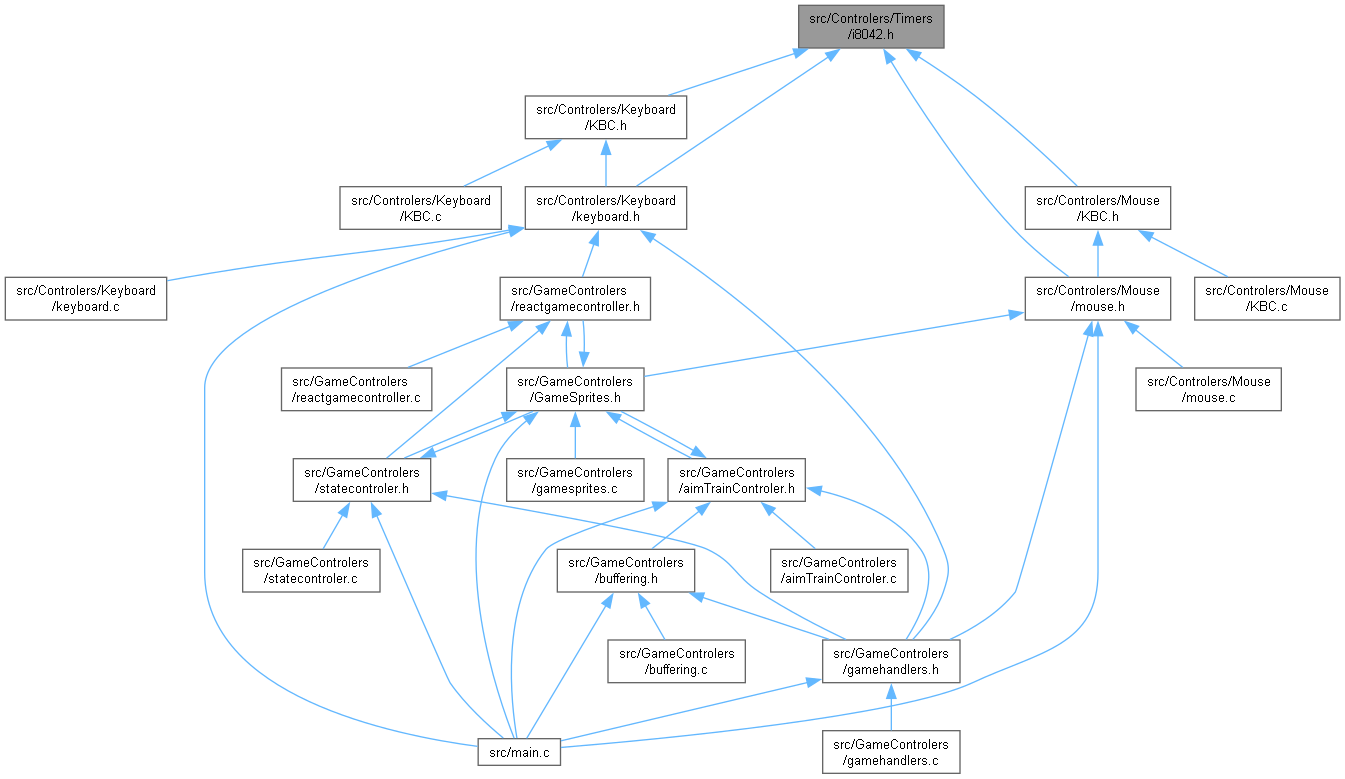 src/Controlers/Timers
/i8042.h
src/Controlers/Keyboard
/KBC.h
src/Controlers/Keyboard
/KBC.c
src/Controlers/Keyboard
/keyboard.h
src/Controlers/Mouse
/KBC.h
src/Controlers/Keyboard
/keyboard.c
src/GameControlers
/reactgamecontroller.h
src/Controlers/Mouse
/mouse.h
src/Controlers/Mouse
/KBC.c
src/GameControlers
/reactgamecontroller.c
src/GameControlers
/GameSprites.h
src/Controlers/Mouse
/mouse.c
src/GameControlers
/statecontroler.h
src/GameControlers
/gamesprites.c
src/GameControlers
/aimTrainControler.h
src/GameControlers
/statecontroler.c
src/GameControlers
/buffering.h
src/GameControlers
/aimTrainControler.c
src/GameControlers
/buffering.c
src/GameControlers
/gamehandlers.h
src/main.c
src/GameControlers
/gamehandlers.c